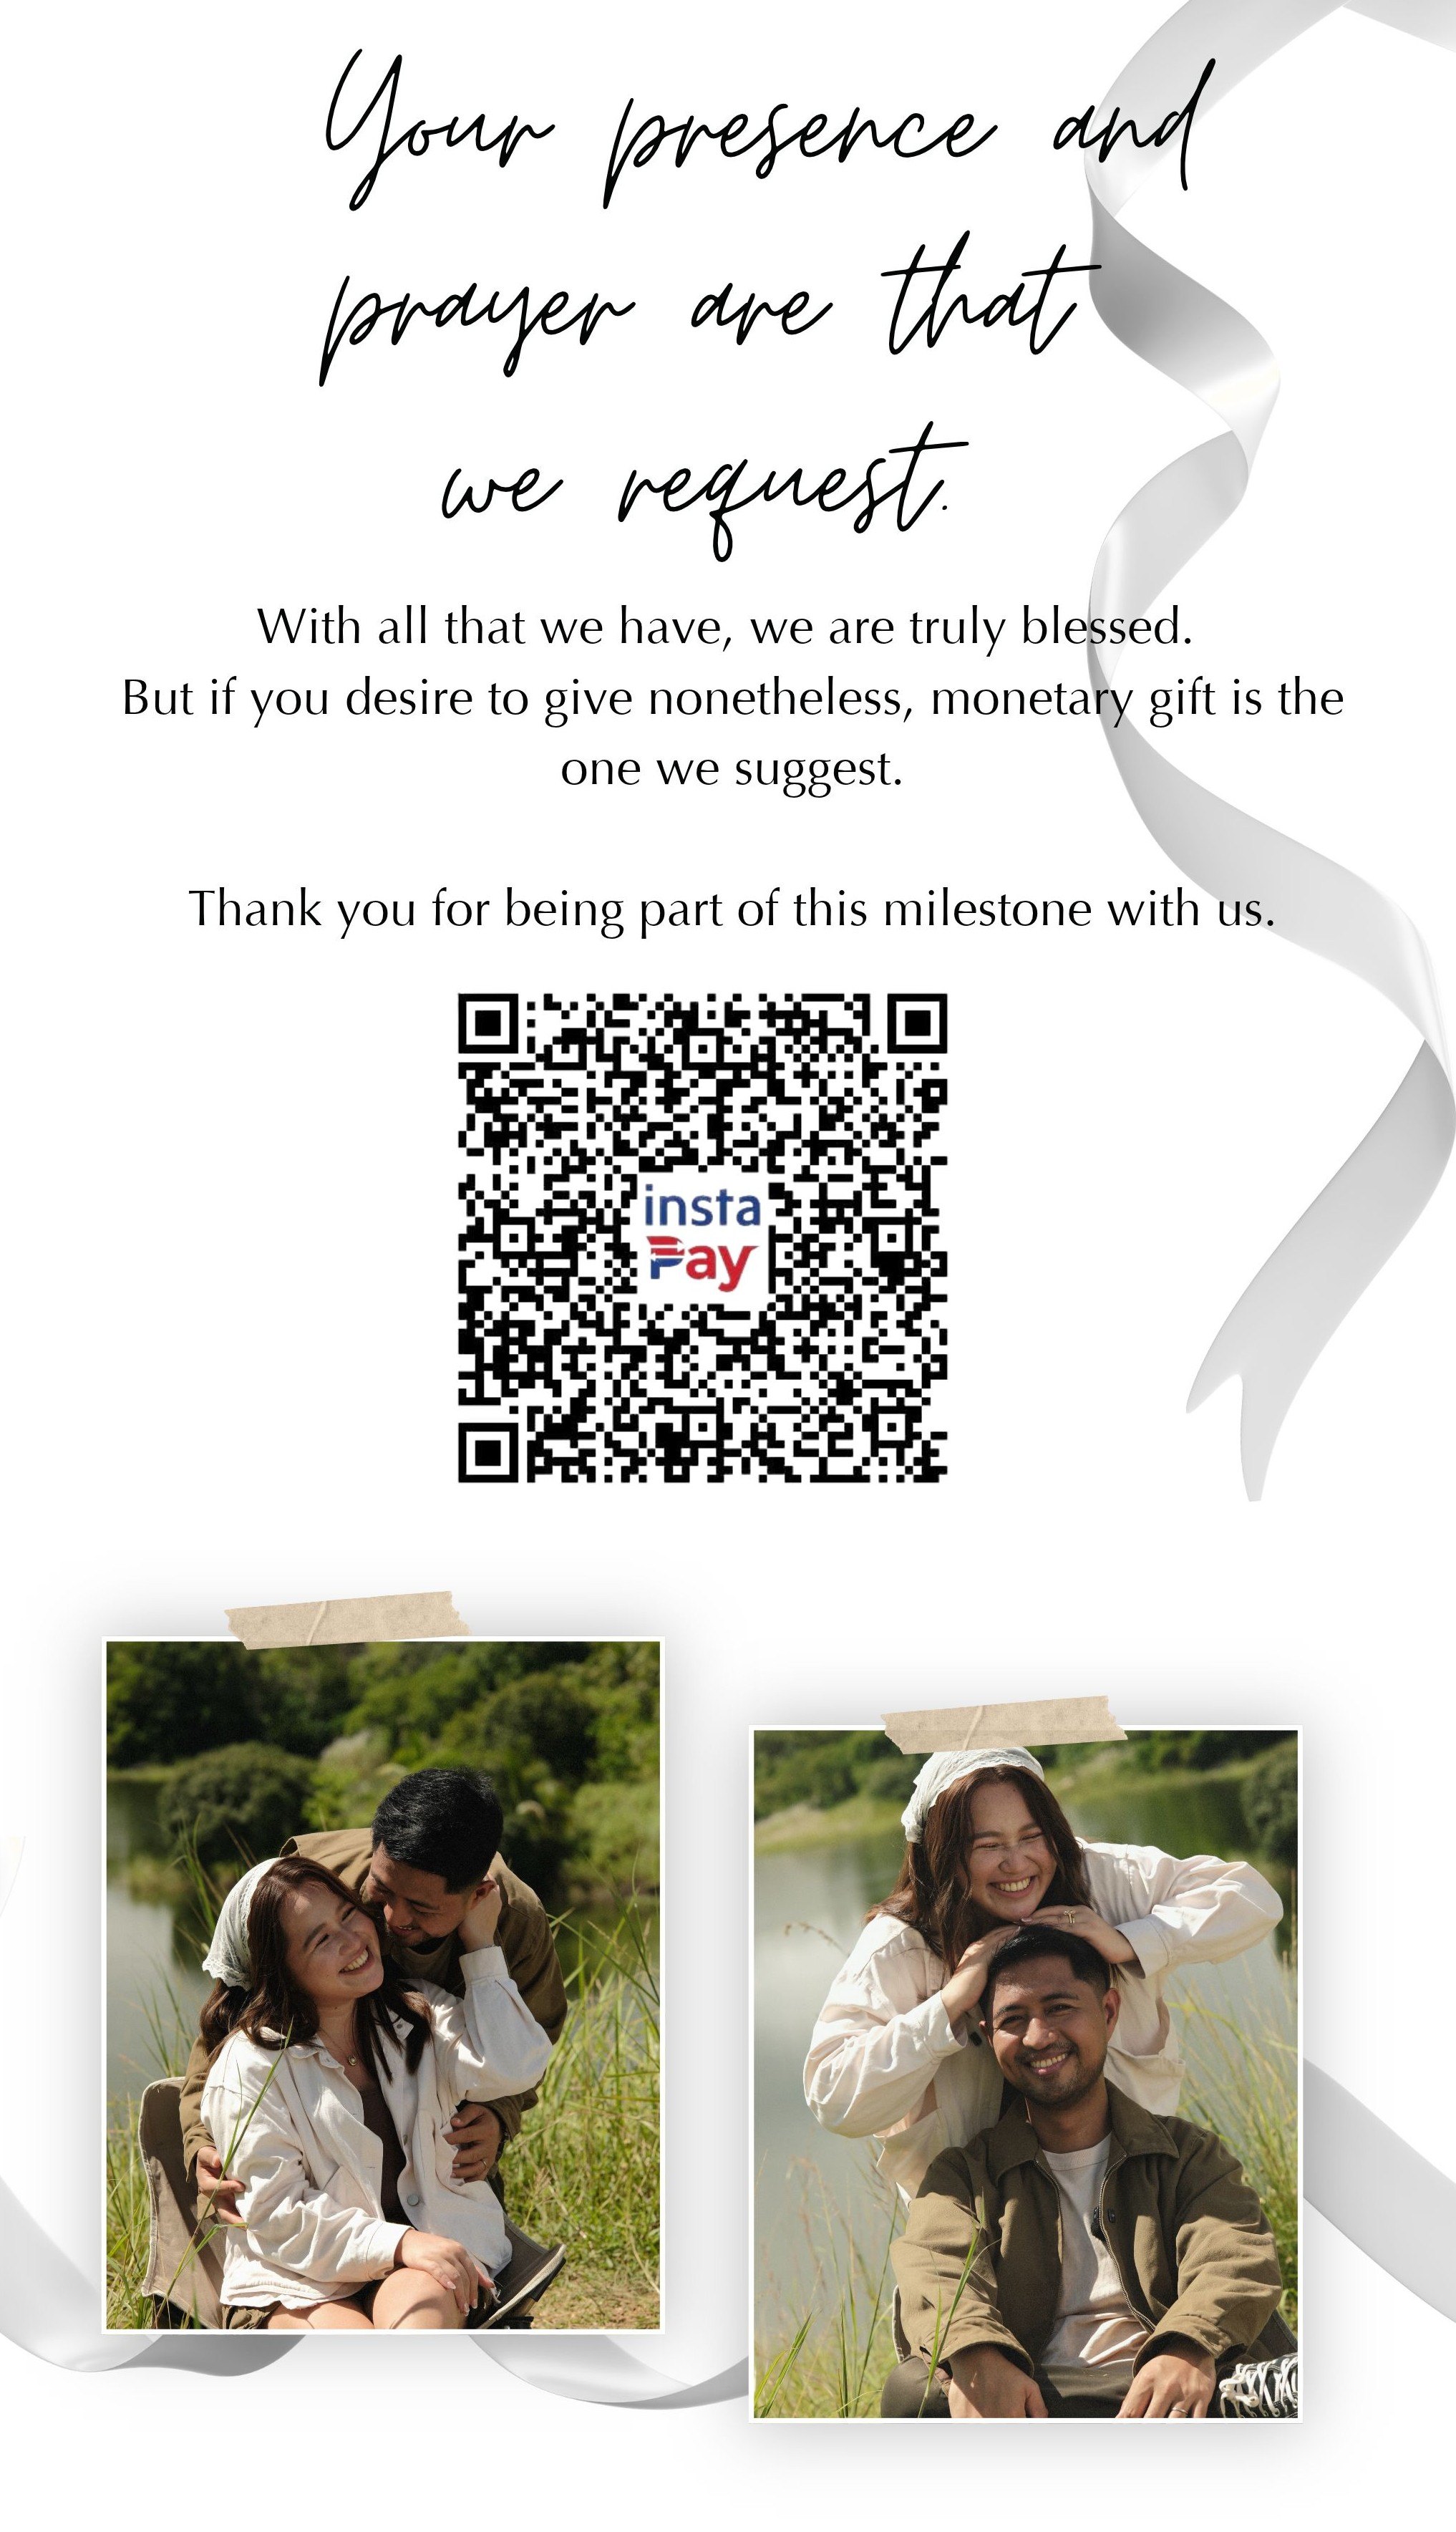 Your presence and
prayer are that
we request.
With all that we have, we are truly blessed.
But if you desire to give nonetheless, monetary gift is the
one we suggest.
Thank you for being part of this milestone with us.
insta
Pay